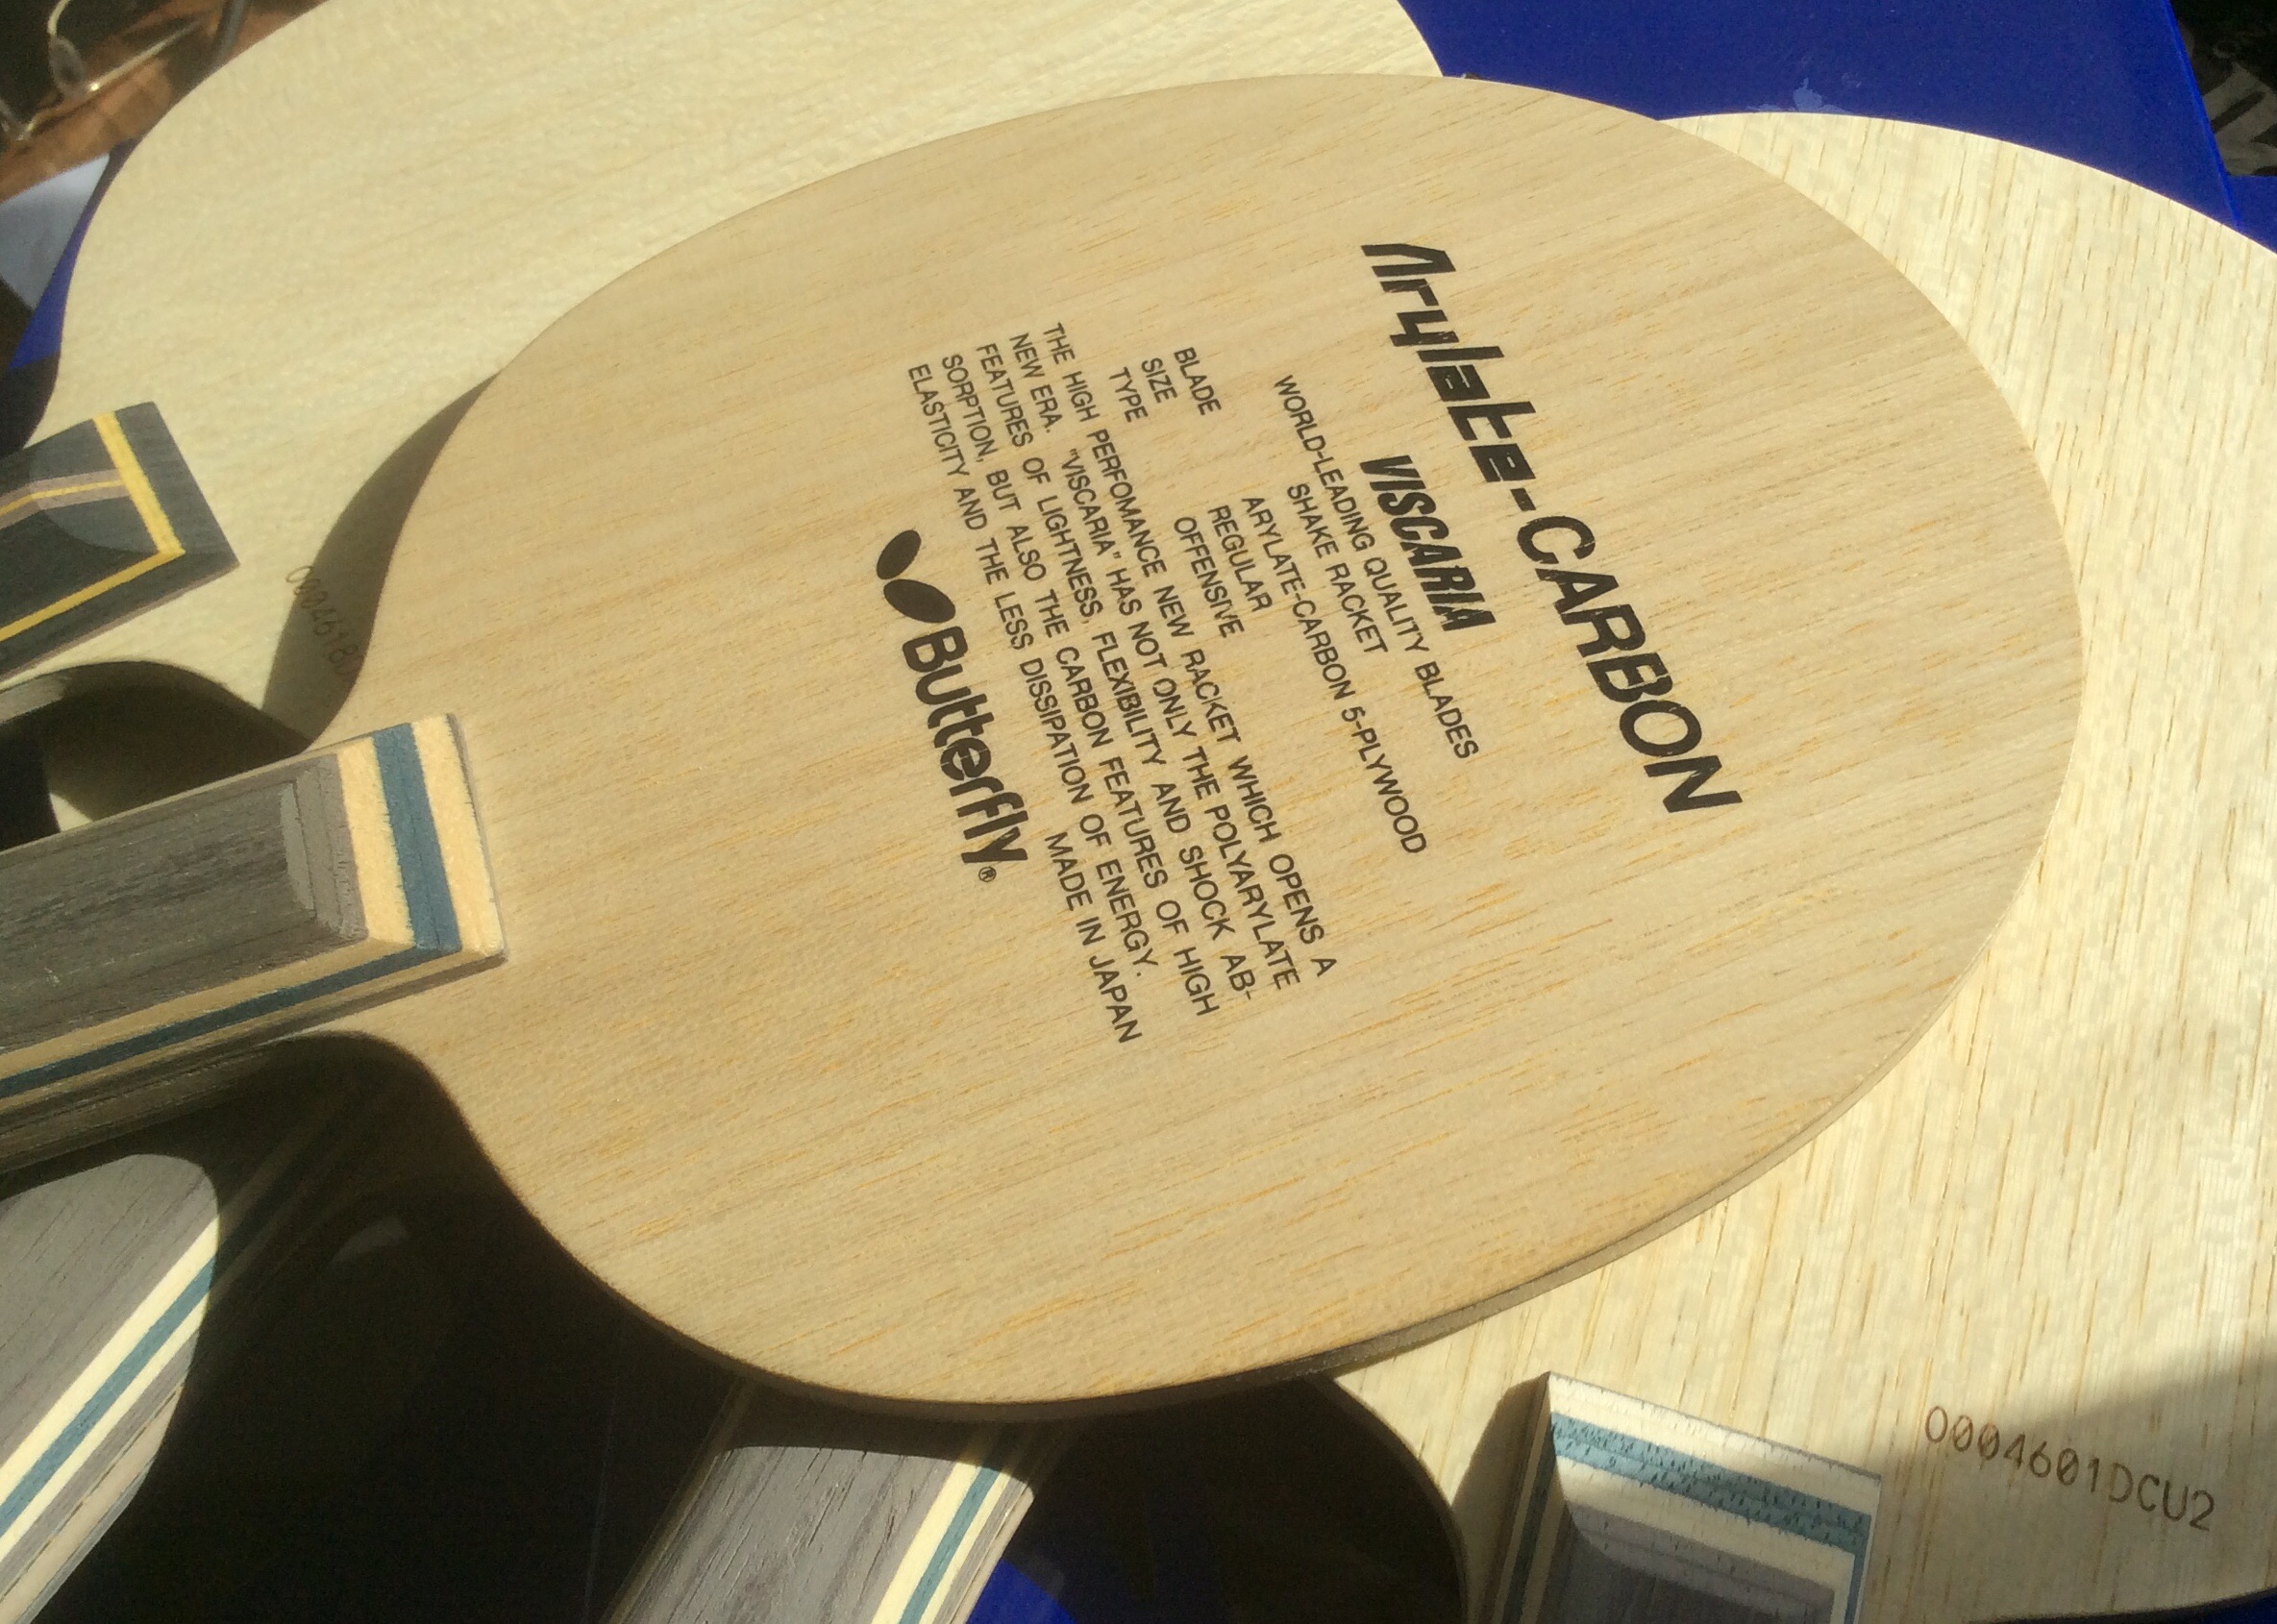 Arylate-CARBON
VISCARIA
WORLD-LEADING QUALITY BLADES
SHAKE RACKET
BLADE ARYLATE-CARBON 5-PLYWOOD
SIZE REGULAR
TYPE OFFENSIVE
THE HIGH PERFOMANCE NEW RACKET WHICH OPENS A
NEW ERA. "VISCARIA" HAS NOT ONLY THE POLYARYLATE
FEATURES OF LIGHTNESS, FLEXIBILITY AND SHOCK AB-
SORPTION, BUT ALSO THE CARBON FEATURES OF HIGH
ELASTICITY AND THE LESS DISSIPATION OF ENERGY.
MADE IN JAPAN
Butterfly®
O004601DCU2